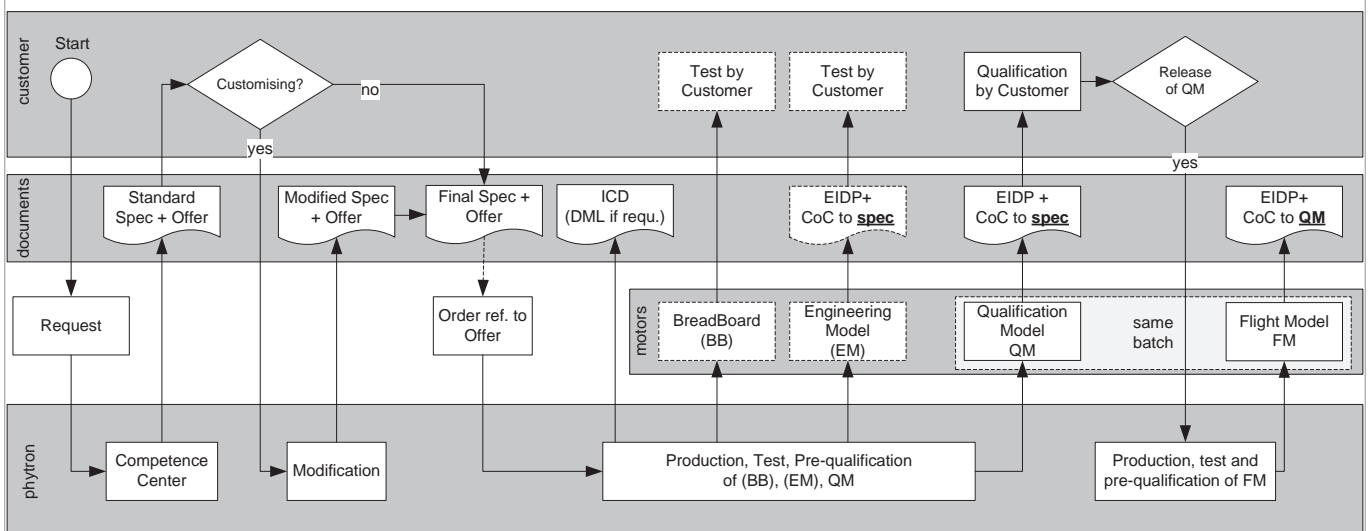 customer
Start
Customising?
no
yes
Test by
Customer
Test by
Customer
Qualification
by Customer
Release
of QM
yes
documents
Standard
Spec + Offer
Modified Spec
+ Offer
Final Spec +
Offer
ICD
(DML if requ.)
EIDP+
CoC to spec
EIDP +
CoC to spec
EIDP+
CoC to QM
Request
Order ref. to
Offer
motors
BreadBoard
(BB)
Engineering
Model
(EM)
Qualification
Model
QM
same
batch
Flight Model
FM
phytron
Competence
Center
Modification
Production, Test, Pre-qualification
of (BB), (EM), QM
Production, test and
pre-qualification of FM